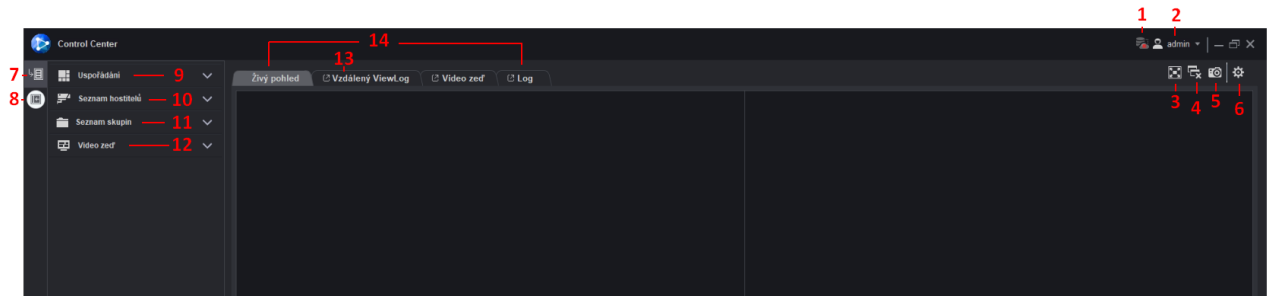 1 2
Control Center admin
14
13
7 Uspořádání 9 Živý pohled Vzdálený ViewLog Video zeď Log
8 Seznam hostitelů 10 3 4 5 6
Seznam skupin 11
Video zeď 12